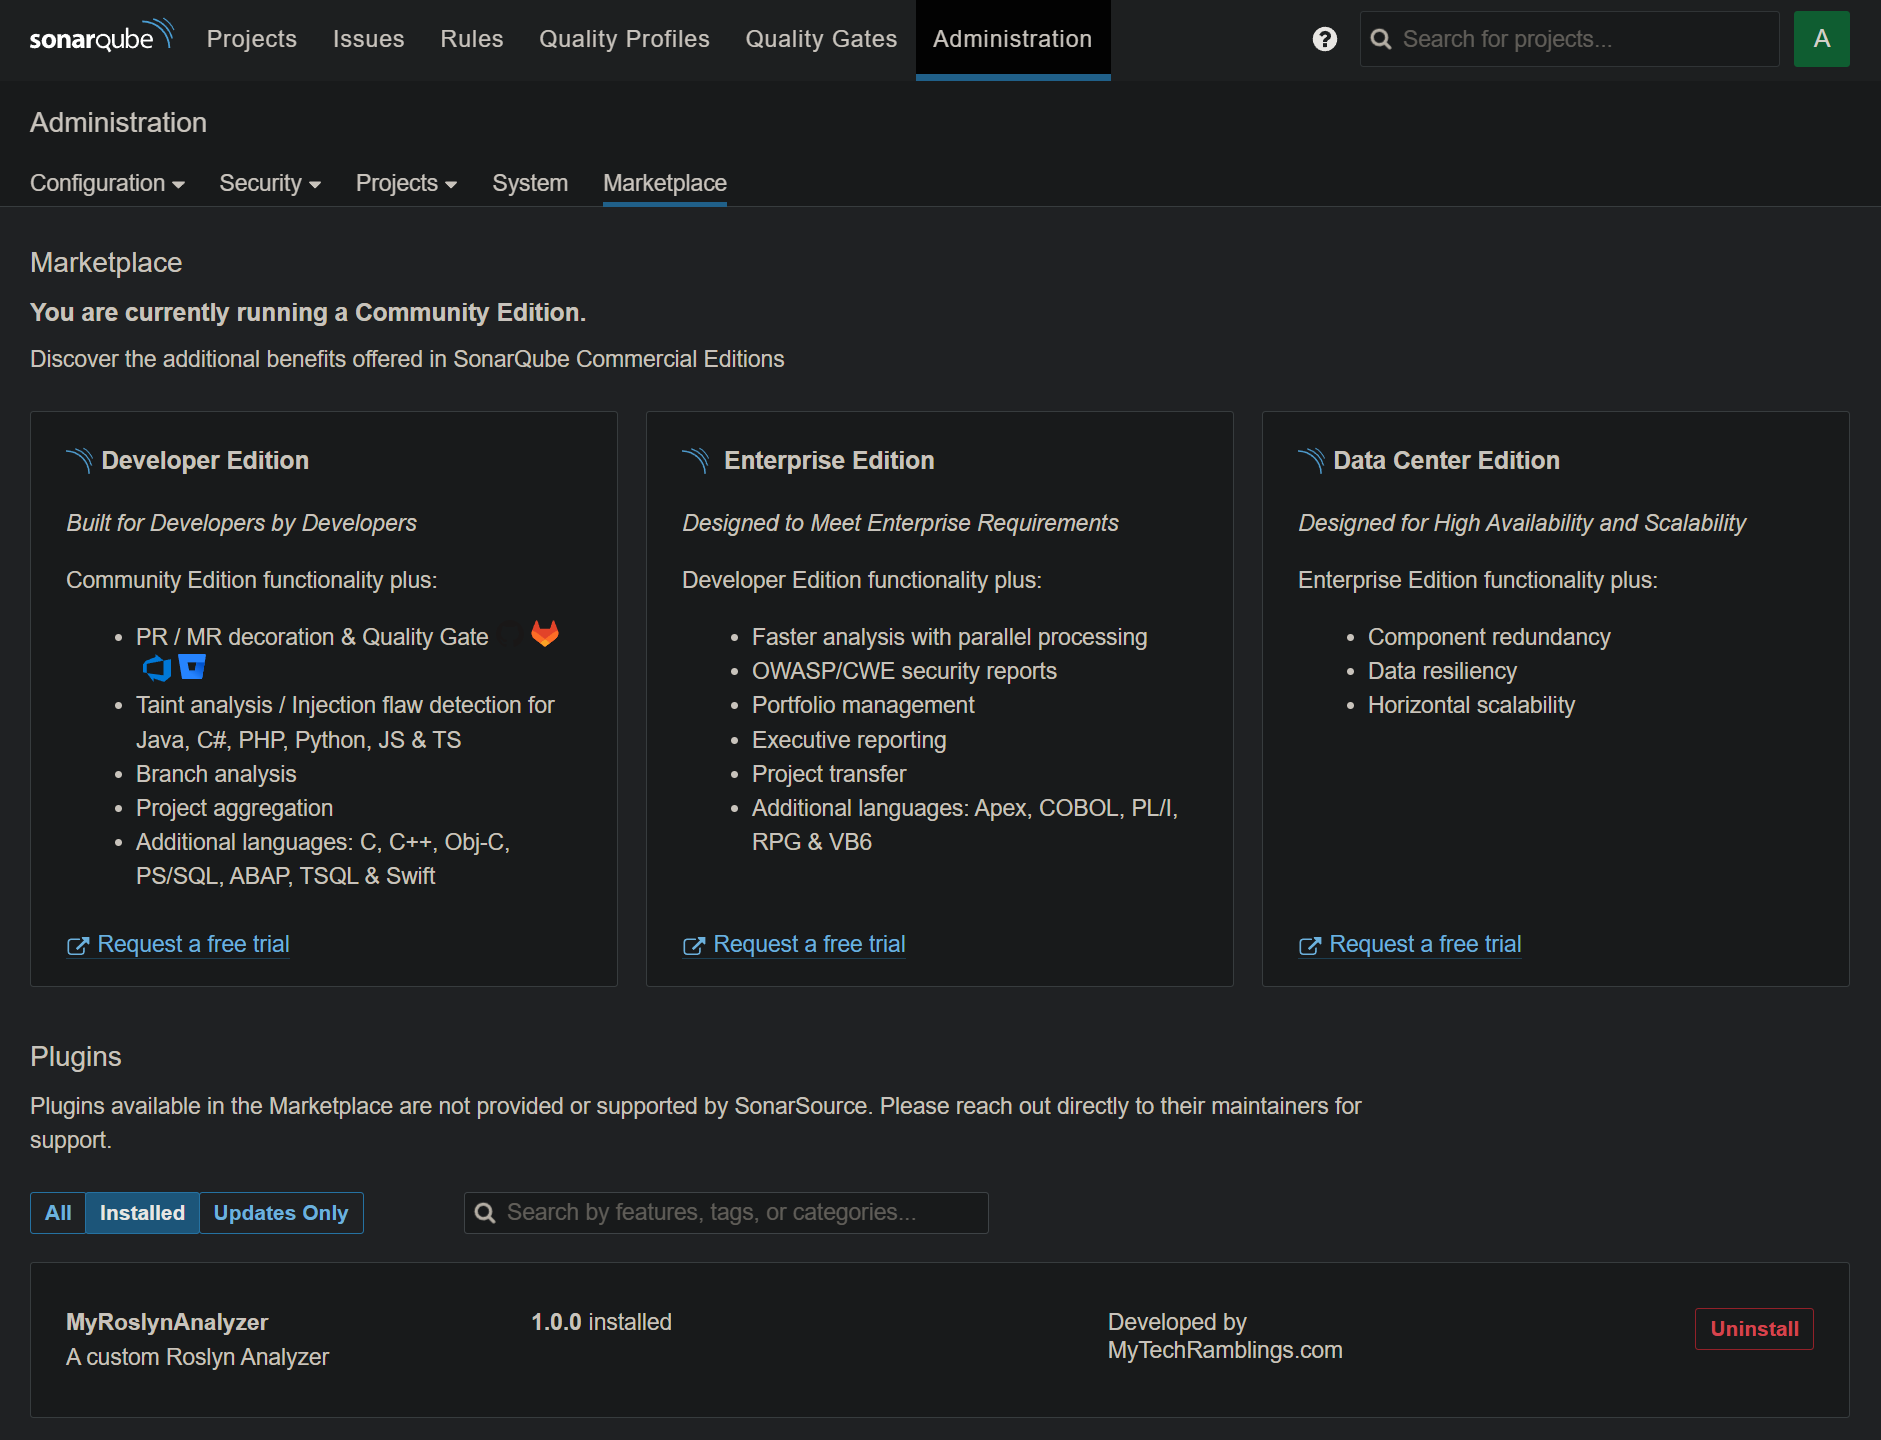 sonarqube Projects Issues Rules Quality Profiles Quality Gates Administration ? Search for projects... A
Administration
Configuration Security Projects System Marketplace
Marketplace
You are currently running a Community Edition.
Discover the additional benefits offered in SonarQube Commercial Editions
Developer Edition
Built for Developers by Developers
Community Edition functionality plus:
• PR / MR decoration & Quality Gate
• Taint analysis / Injection flaw detection for
Java, C#, PHP, Python, JS & TS
• Branch analysis
• Project aggregation
• Additional languages: C, C++, Obj-C,
PS/SQL, ABAP, TSQL & Swift
Request a free trial
Enterprise Edition
Designed to Meet Enterprise Requirements
Developer Edition functionality plus:
• Faster analysis with parallel processing
• OWASP/CWE security reports
• Portfolio management
• Executive reporting
• Project transfer
• Additional languages: Apex, COBOL, PL/I,
RPG & VB6
Request a free trial
Data Center Edition
Designed for High Availability and Scalability
Enterprise Edition functionality plus:
• Component redundancy
• Data resiliency
• Horizontal scalability
Request a free trial
Plugins
Plugins available in the Marketplace are not provided or supported by SonarSource. Please reach out directly to their maintainers for
support.
All Installed Updates Only Search by features, tags, or categories...
MyRoslynAnalyzer
A custom Roslyn Analyzer
1.0.0 installed
Developed by
MyTechRamblings.com
Uninstall